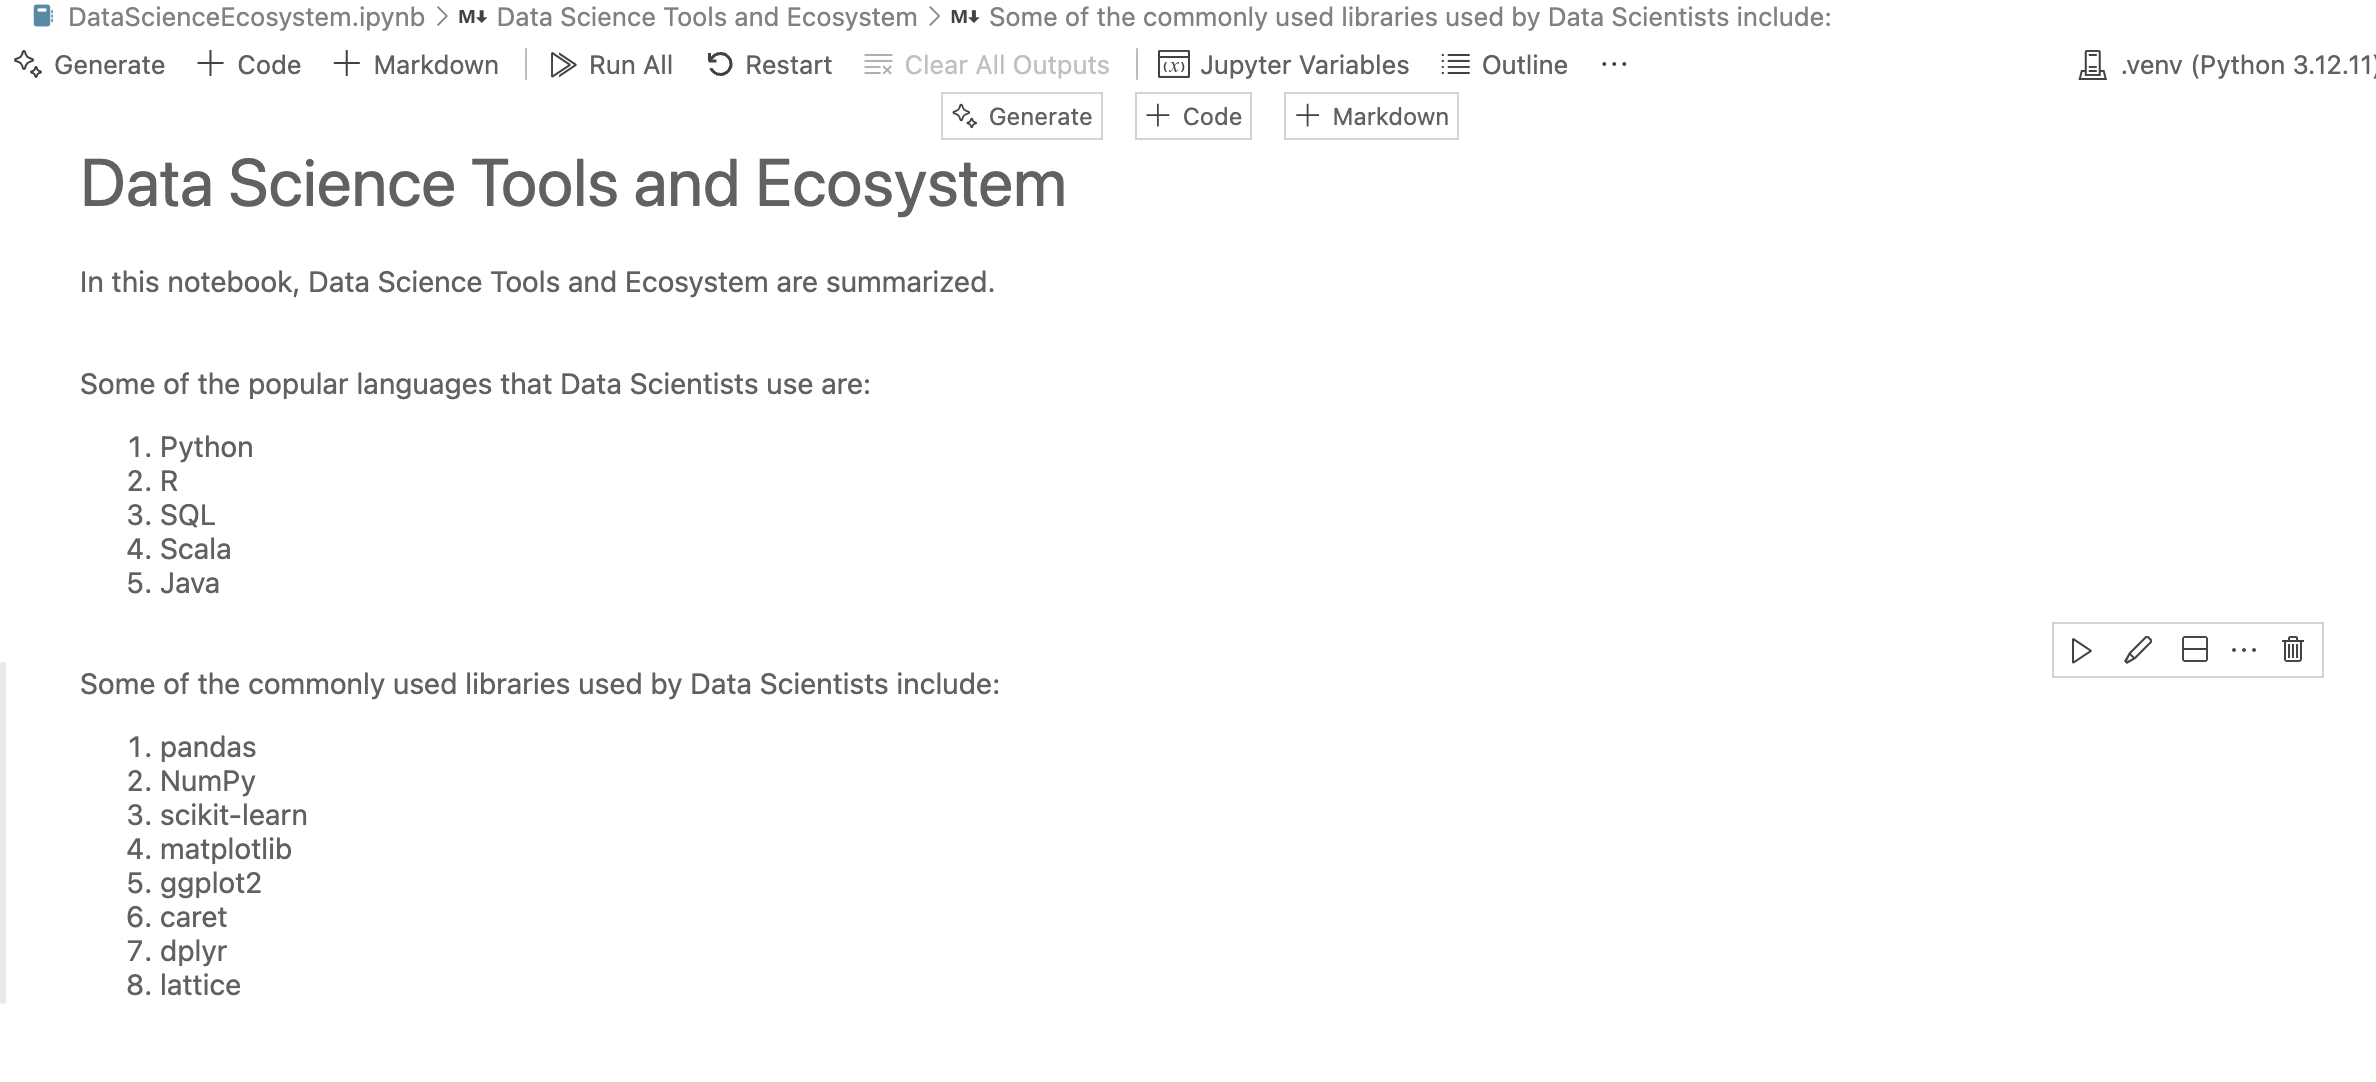 DataScienceEcosystem.ipynb > M↓ Data Science Tools and Ecosystem > M↓ Some of the commonly used libraries used by Data Scientists include:
Generate + Code + Markdown | Run All Restart Clear All Outputs | (x) Jupyter Variables Outline ... .venv (Python 3.12.11)
Generate + Code + Markdown
Data Science Tools and Ecosystem
In this notebook, Data Science Tools and Ecosystem are summarized.
Some of the popular languages that Data Scientists use are:
1. Python
2. R
3. SQL
4. Scala
5. Java
Some of the commonly used libraries used by Data Scientists include:
1. pandas
2. NumPy
3. scikit-learn
4. matplotlib
5. ggplot2
6. caret
7. dplyr
8. lattice